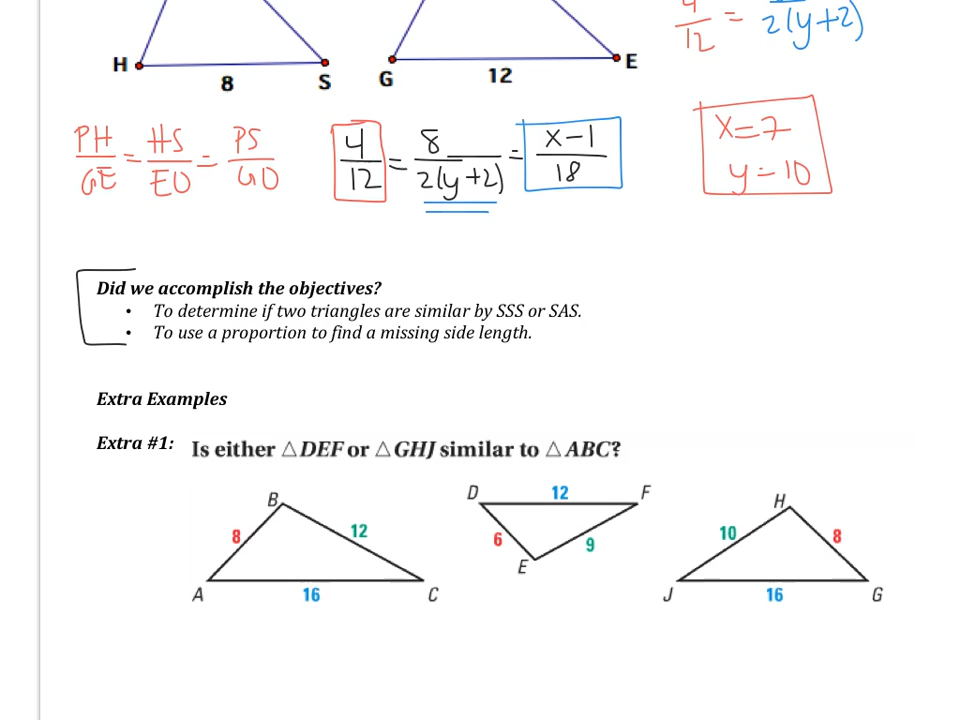 4/12 = 2(y+2)
H 8 S G 12 E
PH/GE = HS/EO = PS/GO 4/12 = 8/2(y+2) = x-1/18 x=7
y=10
Did we accomplish the objectives?
• To determine if two triangles are similar by SSS or SAS.
• To use a proportion to find a missing side length.
Extra Examples
Extra #1: Is either △DEF or △GHJ similar to △ABC?
B 8 12 A 16 C
D 12 F 6 9 E
H 10 8 J 16 G